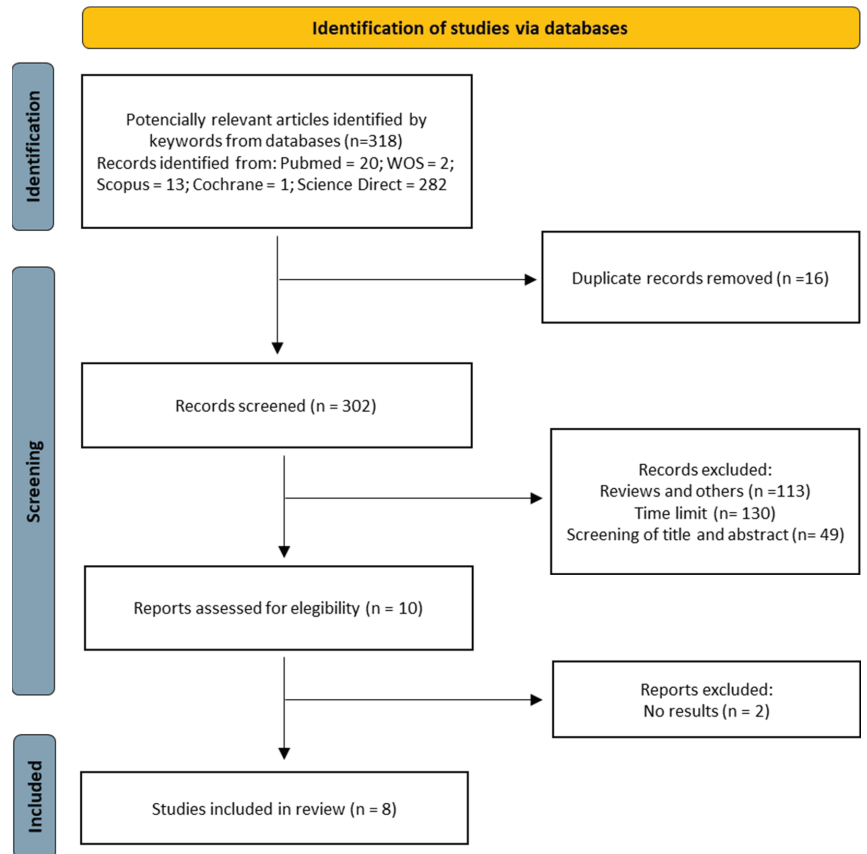 Identification of studies via databases
Identification
Potencially relevant articles identified by
keywords from databases (n=318)
Records identified from: Pubmed = 20; WOS = 2;
Scopus = 13; Cochrane = 1; Science Direct = 282
Duplicate records removed (n =16)
Screening
Records screened (n = 302)
Records excluded:
Reviews and others (n =113)
Time limit (n= 130)
Screening of title and abstract (n= 49)
Reports assessed for elegibility (n = 10)
Reports excluded:
No results (n = 2)
Included
Studies included in review (n = 8)